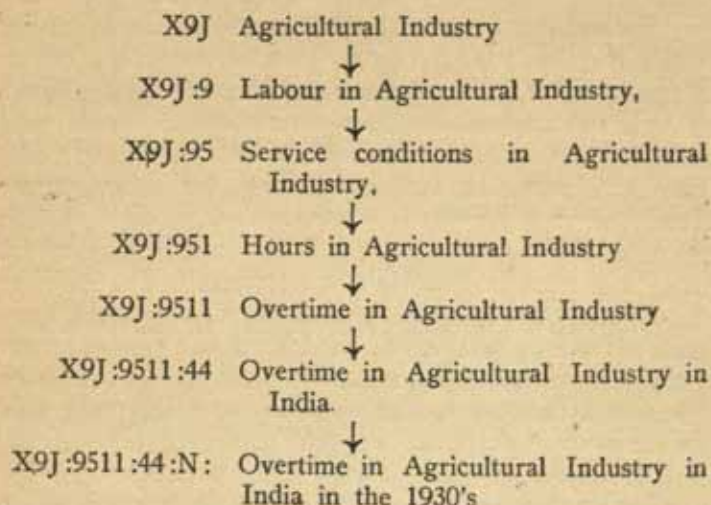 X9J Agricultural Industry
↓
X9J :9 Labour in Agricultural Industry,
↓
X9J :95 Service conditions in Agricultural
Industry,
↓
X9J :951 Hours in Agricultural Industry
↓
X9J :9511 Overtime in Agricultural Industry
↓
X9J :9511 :44 Overtime in Agricultural Industry in
India.
↓
X9J :9511 :44 :N : Overtime in Agricultural Industry in
India in the 1930's